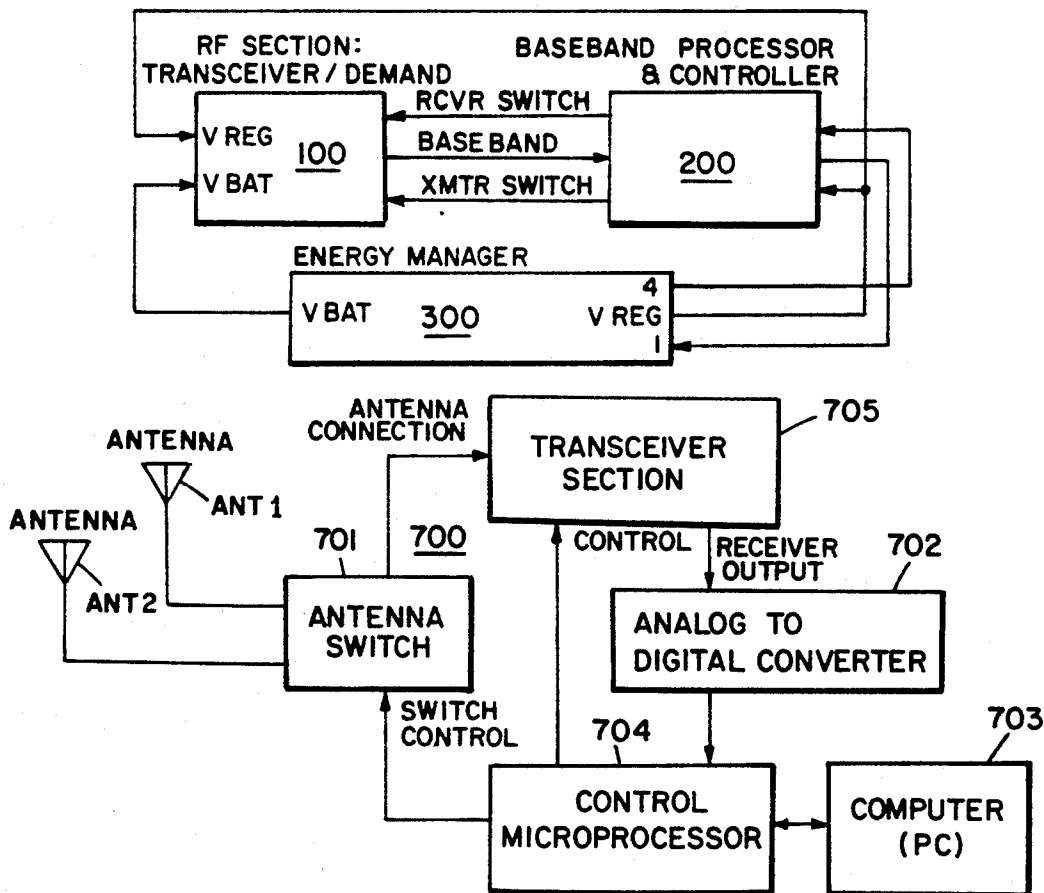 RF SECTION:
TRANSCEIVER / DEMAND
BASEBAND PROCESSOR
& CONTROLLER
RCVR SWITCH
V REG
100
BASEBAND
200
V BAT
XMTR SWITCH
ENERGY MANAGER
4
V BAT
300
V REG
1
705
ANTENNA
CONNECTION
TRANSCEIVER
SECTION
ANTENNA
ANT 1
ANTENNA
ANT 2
701
700
CONTROL
RECEIVER
OUTPUT
702
ANTENNA
SWITCH
ANALOG TO
DIGITAL CONVERTER
SWITCH
CONTROL
704
703
CONTROL
MICROPROCESSOR
COMPUTER
(PC)